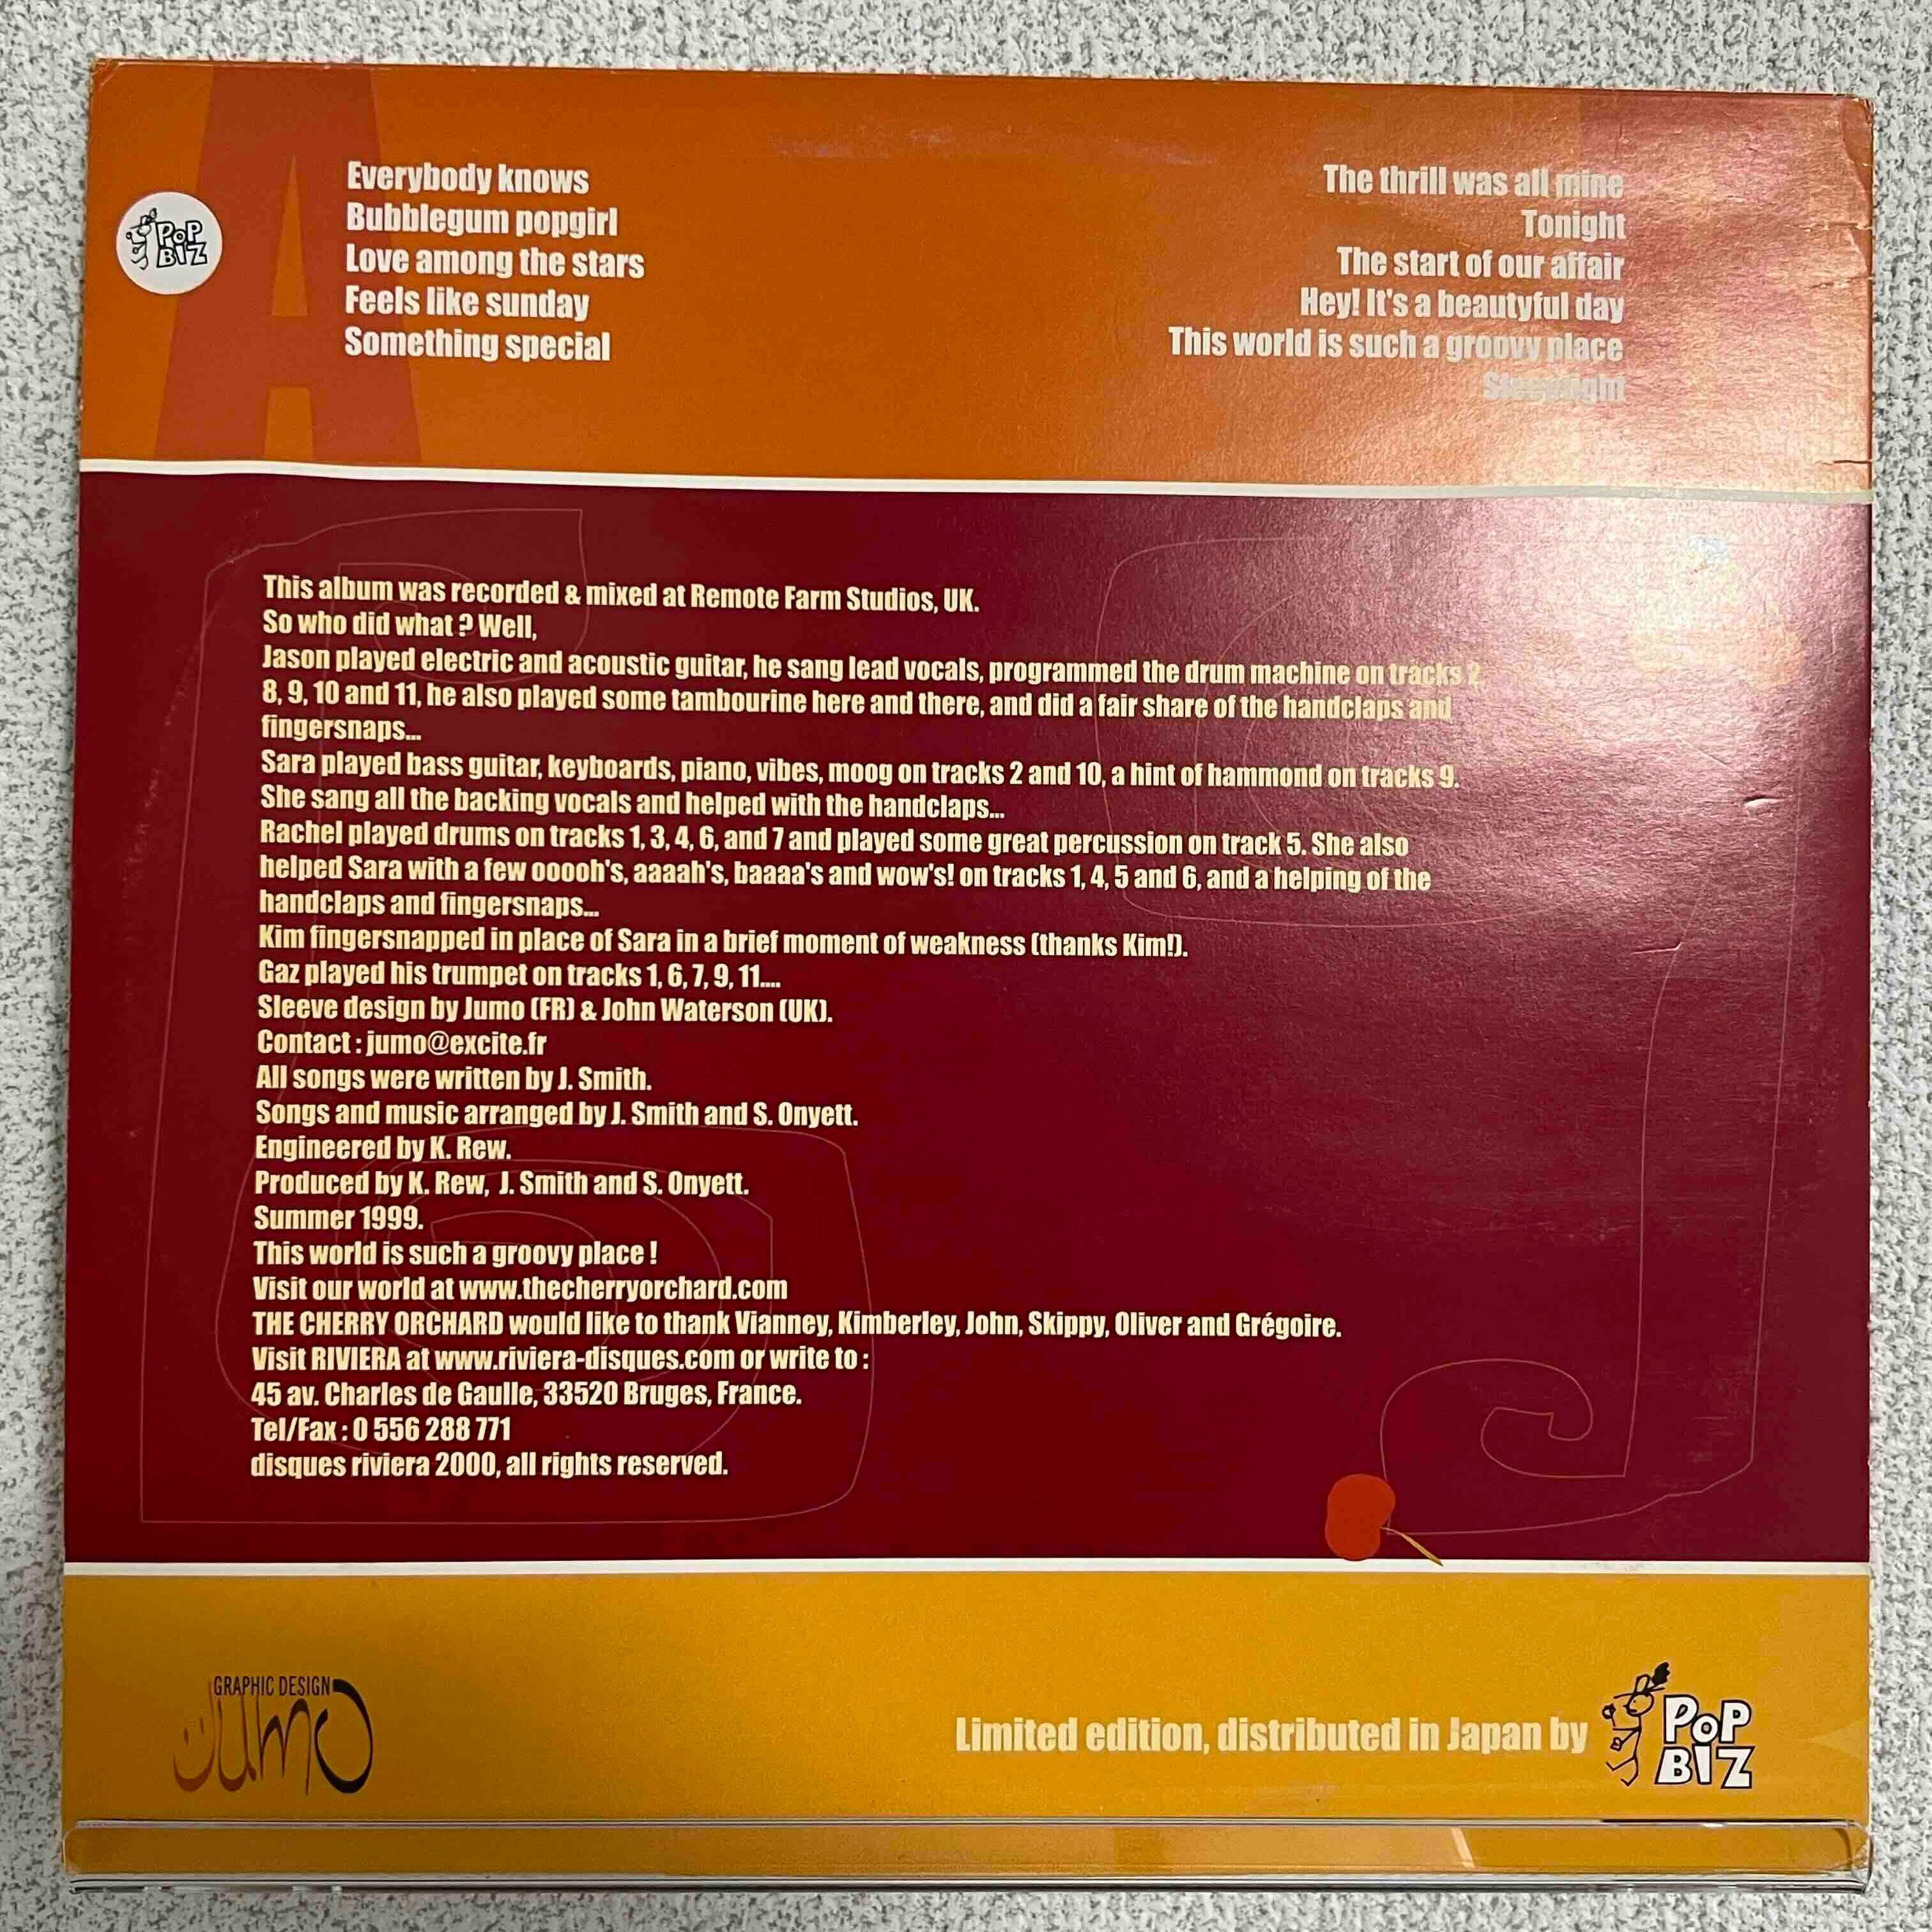 A
POP
BIZ
Everybody knows
Bubblegum popgirl
Love among the stars
Feels like sunday
Something special
The thrill was all mine
Tonight
The start of our affair
Hey! It's a beautyful day
This world is such a groovy place
This album was recorded & mixed at Remote Farm Studios, UK.
So who did what ? Well,
Jason played electric and acoustic guitar, he sang lead vocals, programmed the drum machine on tracks 2
8, 9, 10 and 11, he also played some tambourine here and there, and did a fair share of the handclaps and
fingersnaps...
Sara played bass guitar, keyboards, piano, vibes, moog on tracks 2 and 10, a hint of hammond on tracks 9.
She sang all the backing vocals and helped with the handclaps...
Rachel played drums on tracks 1, 3, 4, 6, and 7 and played some great percussion on track 5. She also
helped Sara with a few ooooh's, aaaah's, baaaa's and wow's! on tracks 1, 4, 5 and 6, and a helping of the
handclaps and fingersnaps...
Kim fingersnapped in place of Sara in a brief moment of weakness (thanks Kim!).
Gaz played his trumpet on tracks 1, 6, 7, 9, 11....
Sleeve design by Jumo (FR) & John Waterson (UK).
Contact : jumo@excite.fr
All songs were written by J. Smith.
Songs and music arranged by J. Smith and S. Onyett.
Engineered by K. Rew.
Produced by K. Rew, J. Smith and S. Onyett.
Summer 1999.
This world is such a groovy place !
Visit our world at www.thecherryorchard.com
THE CHERRY ORCHARD would like to thank Vianney, Kimberley, John, Skippy, Oliver and Grégoire.
Visit RIVIERA at www.riviera-disques.com or write to :
45 av. Charles de Gaulle, 33520 Bruges, France.
Tel/Fax : 0 556 288 771
disques riviera 2000, all rights reserved.
GRAPHIC DESIGN
Jumo
Limited edition, distributed in Japan by
POP
BIZ